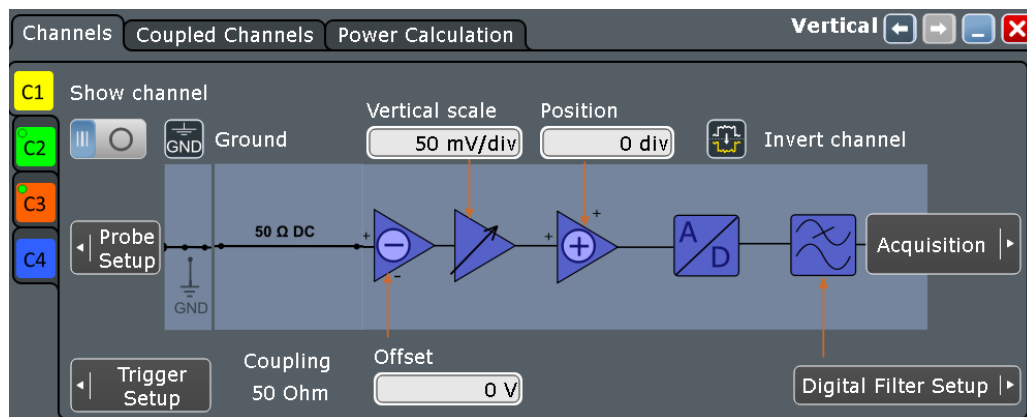 Channels Coupled Channels Power Calculation Vertical
C1 Show channel
Vertical scale Position
C2 GND Ground 50 mV/div 0 div Invert channel
C3
Probe Setup 50 Ω DC + + + A D Acquisition
C4
-
GND
Trigger Setup Coupling 50 Ohm Offset 0 V Digital Filter Setup